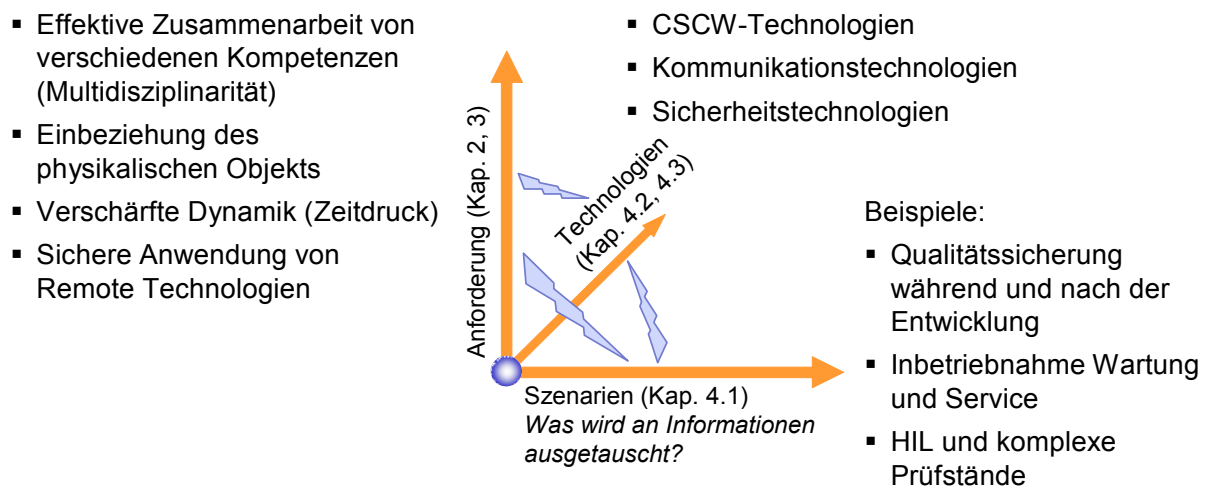 ▪ Effektive Zusammenarbeit von
verschiedenen Kompetenzen
(Multidisziplinarität)
▪ Einbeziehung des
physikalischen Objekts
▪ Verschärfte Dynamik (Zeitdruck)
▪ Sichere Anwendung von
Remote Technologien
Anforderung (Kap. 2, 3)
▪ CSCW-Technologien
▪ Kommunikationstechnologien
▪ Sicherheitstechnologien
Technologien
(Kap. 4.2, 4.3)
Szenarien (Kap. 4.1)
Was wird an Informationen
ausgetauscht?
Beispiele:
▪ Qualitätssicherung
während und nach der
Entwicklung
▪ Inbetriebnahme Wartung
und Service
▪ HIL und komplexe
Prüfstände